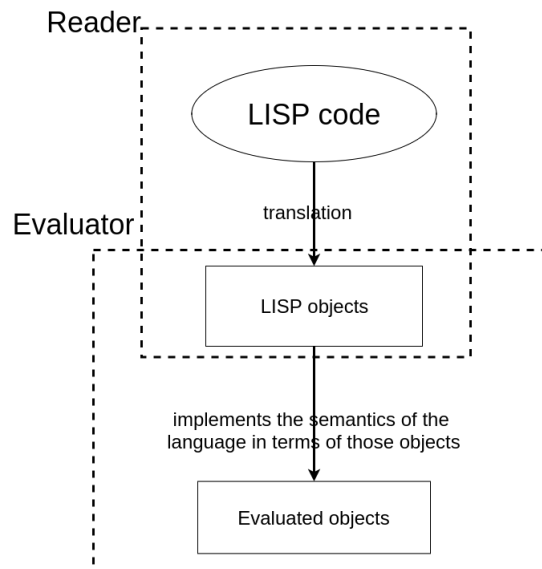 Reader
LISP code
translation
Evaluator
LISP objects
implements the semantics of the
language in terms of those objects
Evaluated objects